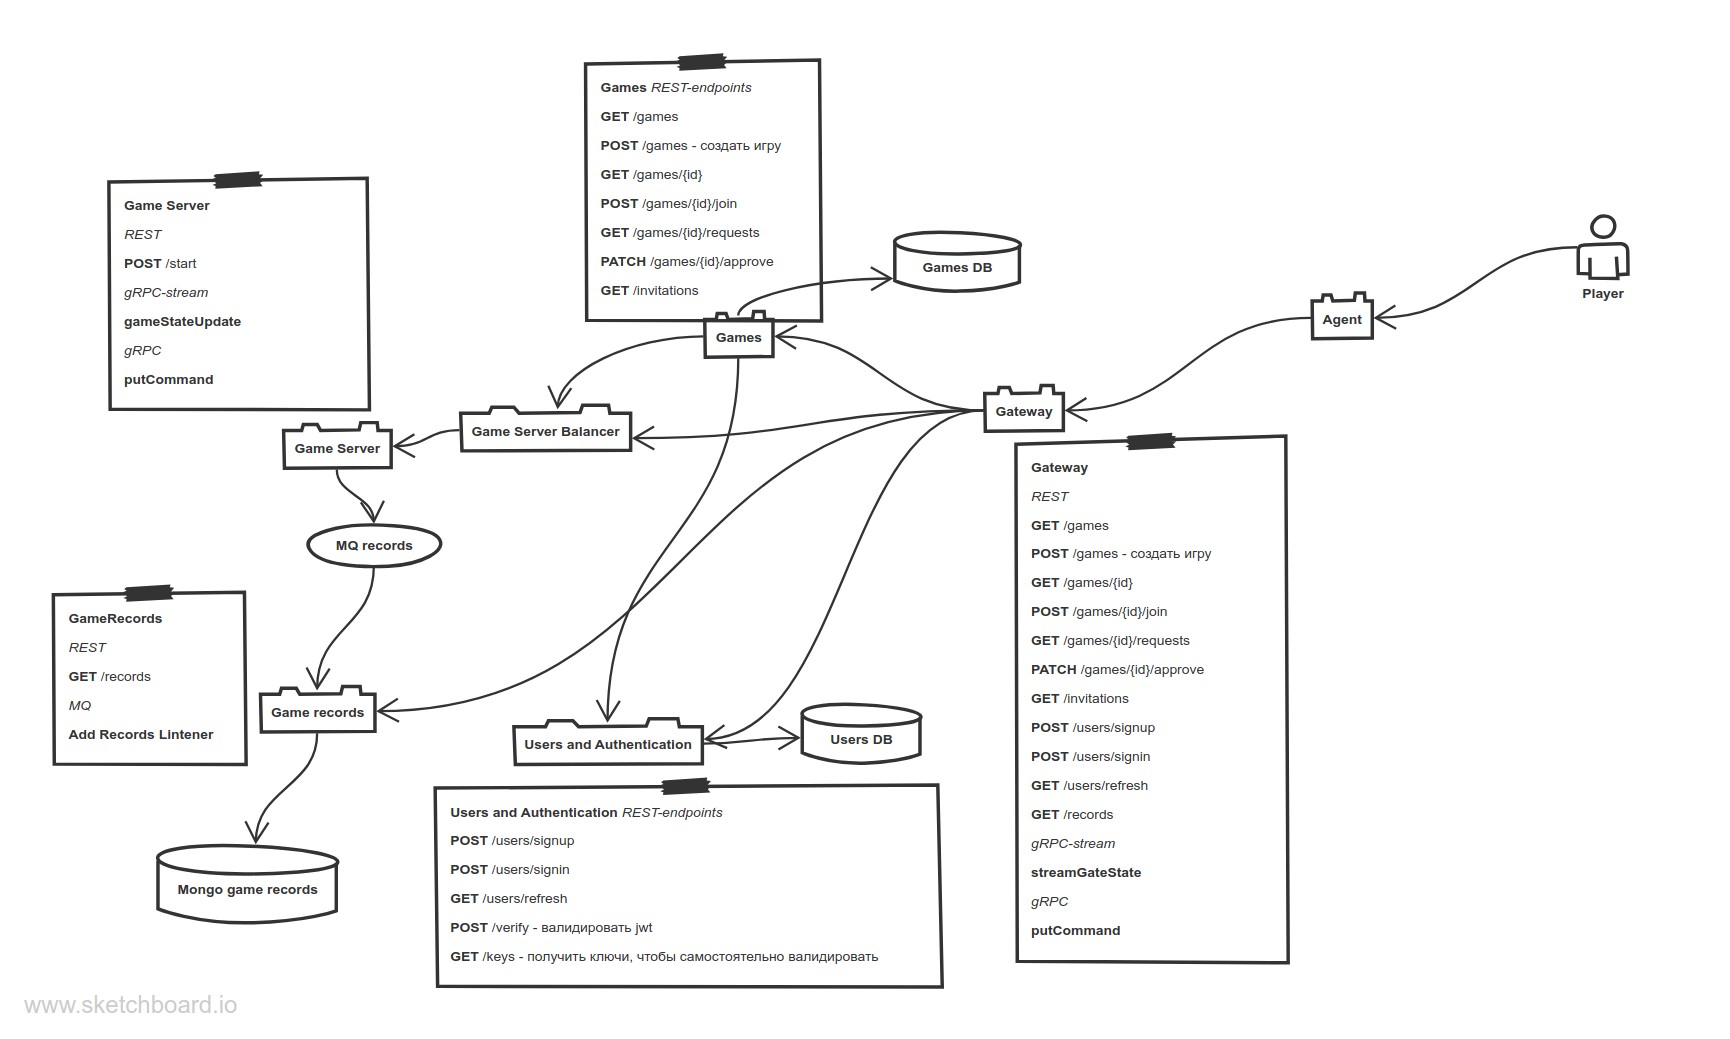 Games REST-endpoints
GET /games
POST /games - создать игру
GET /games/{id}
POST /games/{id}/join
GET /games/{id}/requests
PATCH /games/{id}/approve
GET /invitations
Game Server
REST
POST /start
gRPC-stream
gameStateUpdate
gRPC
putCommand
Games DB
Player
Agent
Games
Gateway
Game Server Balancer
Game Server
MQ records
Gateway
REST
GET /games
POST /games - создать игру
GET /games/{id}
POST /games/{id}/join
GET /games/{id}/requests
PATCH /games/{id}/approve
GET /invitations
POST /users/signup
POST /users/signin
GET /users/refresh
GET /records
gRPC-stream
streamGateState
gRPC
putCommand
GameRecords
REST
GET /records
MQ
Add Records Lintener
Game records
Users and Authentication
Users DB
Users and Authentication REST-endpoints
POST /users/signup
POST /users/signin
GET /users/refresh
POST /verify - валидировать jwt
GET /keys - получить ключи, чтобы самостоятельно валидировать
Mongo game records
www.sketchboard.io